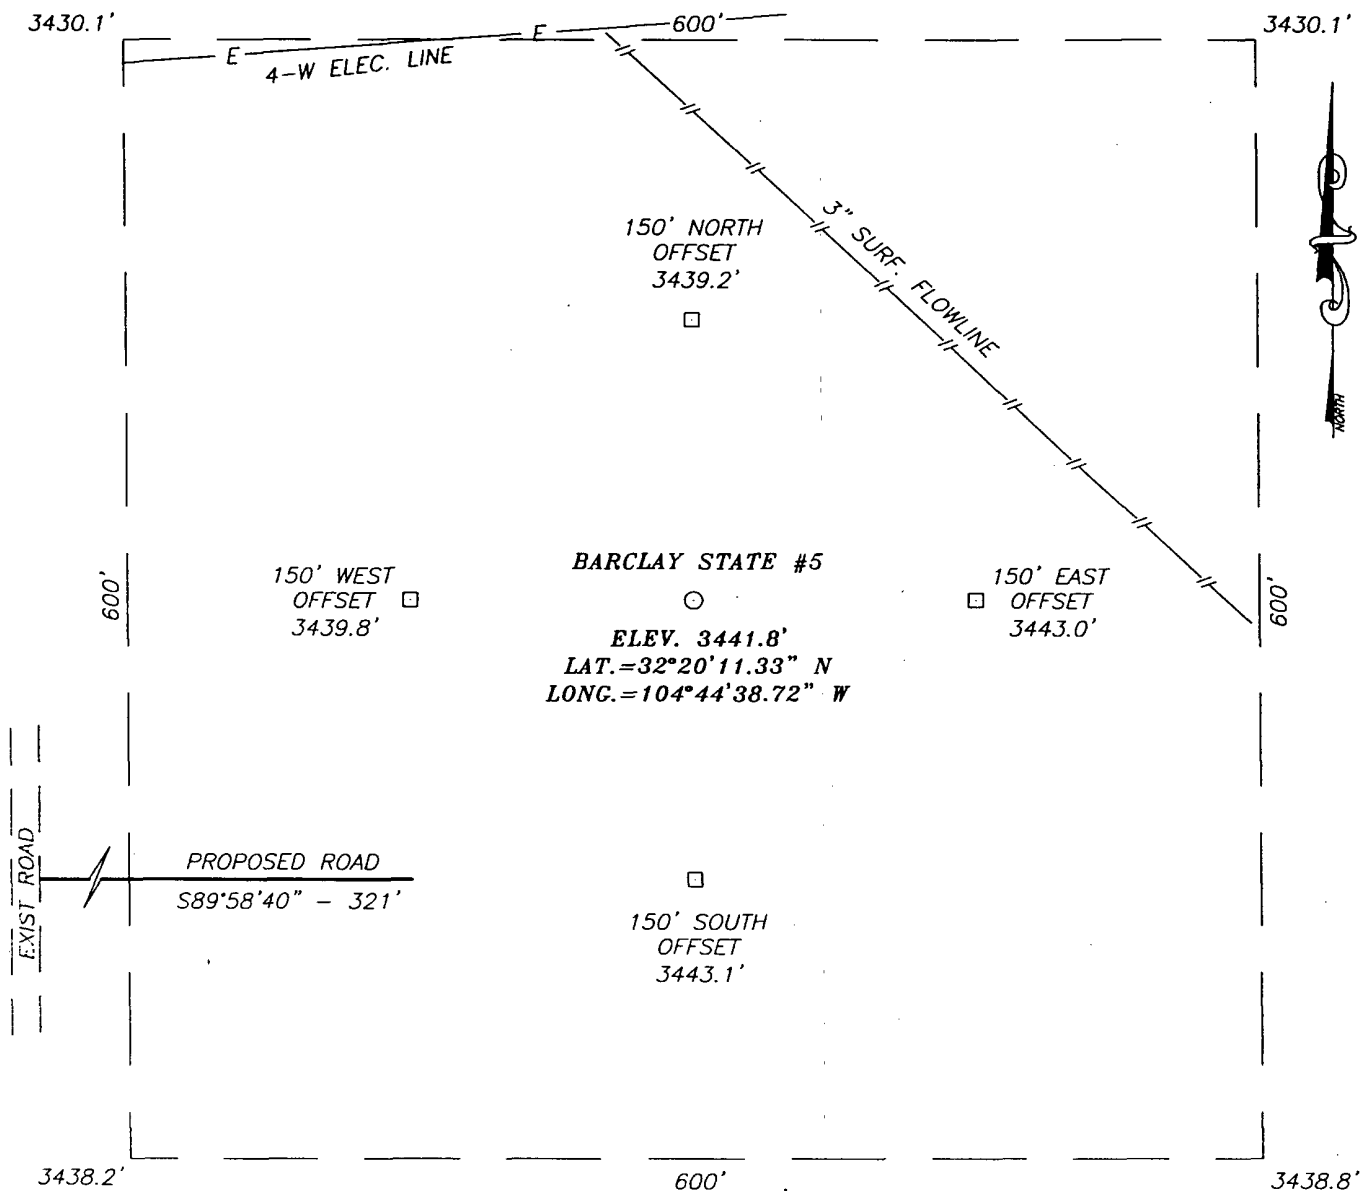 3430.1'
600'
3430.1'
E
E
4-W ELEC. LINE
150' NORTH
OFFSET
3439.2'
3" SURF. FLOWLINE
NORTH
600'
150' WEST
OFFSET
3439.8'
BARCLAY STATE #5
ELEV. 3441.8'
LAT.=32°20'11.33" N
LONG.=104°44'38.72" W
150' EAST
OFFSET
3443.0'
600'
EXIST ROAD
PROPOSED ROAD
S89°58'40" - 321'
150' SOUTH
OFFSET
3443.1'
3438.2'
600'
3438.8'